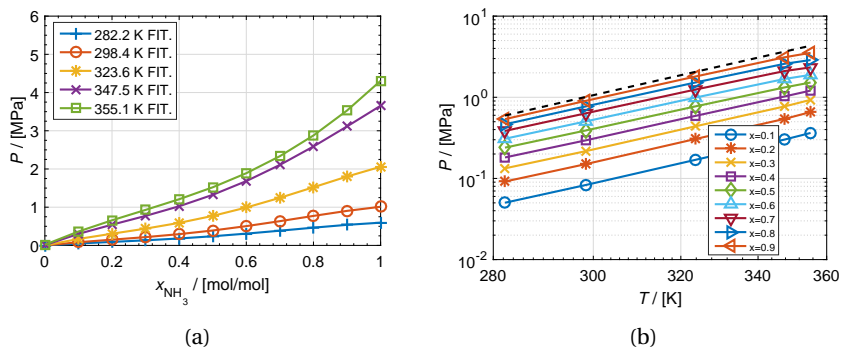 282.2 K FIT.
298.4 K FIT.
323.6 K FIT.
347.5 K FIT.
355.1 K FIT.
6
5
4
3
2
1
0
P / [MPa]
0
0.2
0.4
0.6
0.8
1
x_NH_3 / [mol/mol]
(a)
10^1
10^0
10^-1
10^-2
P / [MPa]
x=0.1
x=0.2
x=0.3
x=0.4
x=0.5
x=0.6
x=0.7
x=0.8
x=0.9
280
300
320
340
360
T / [K]
(b)